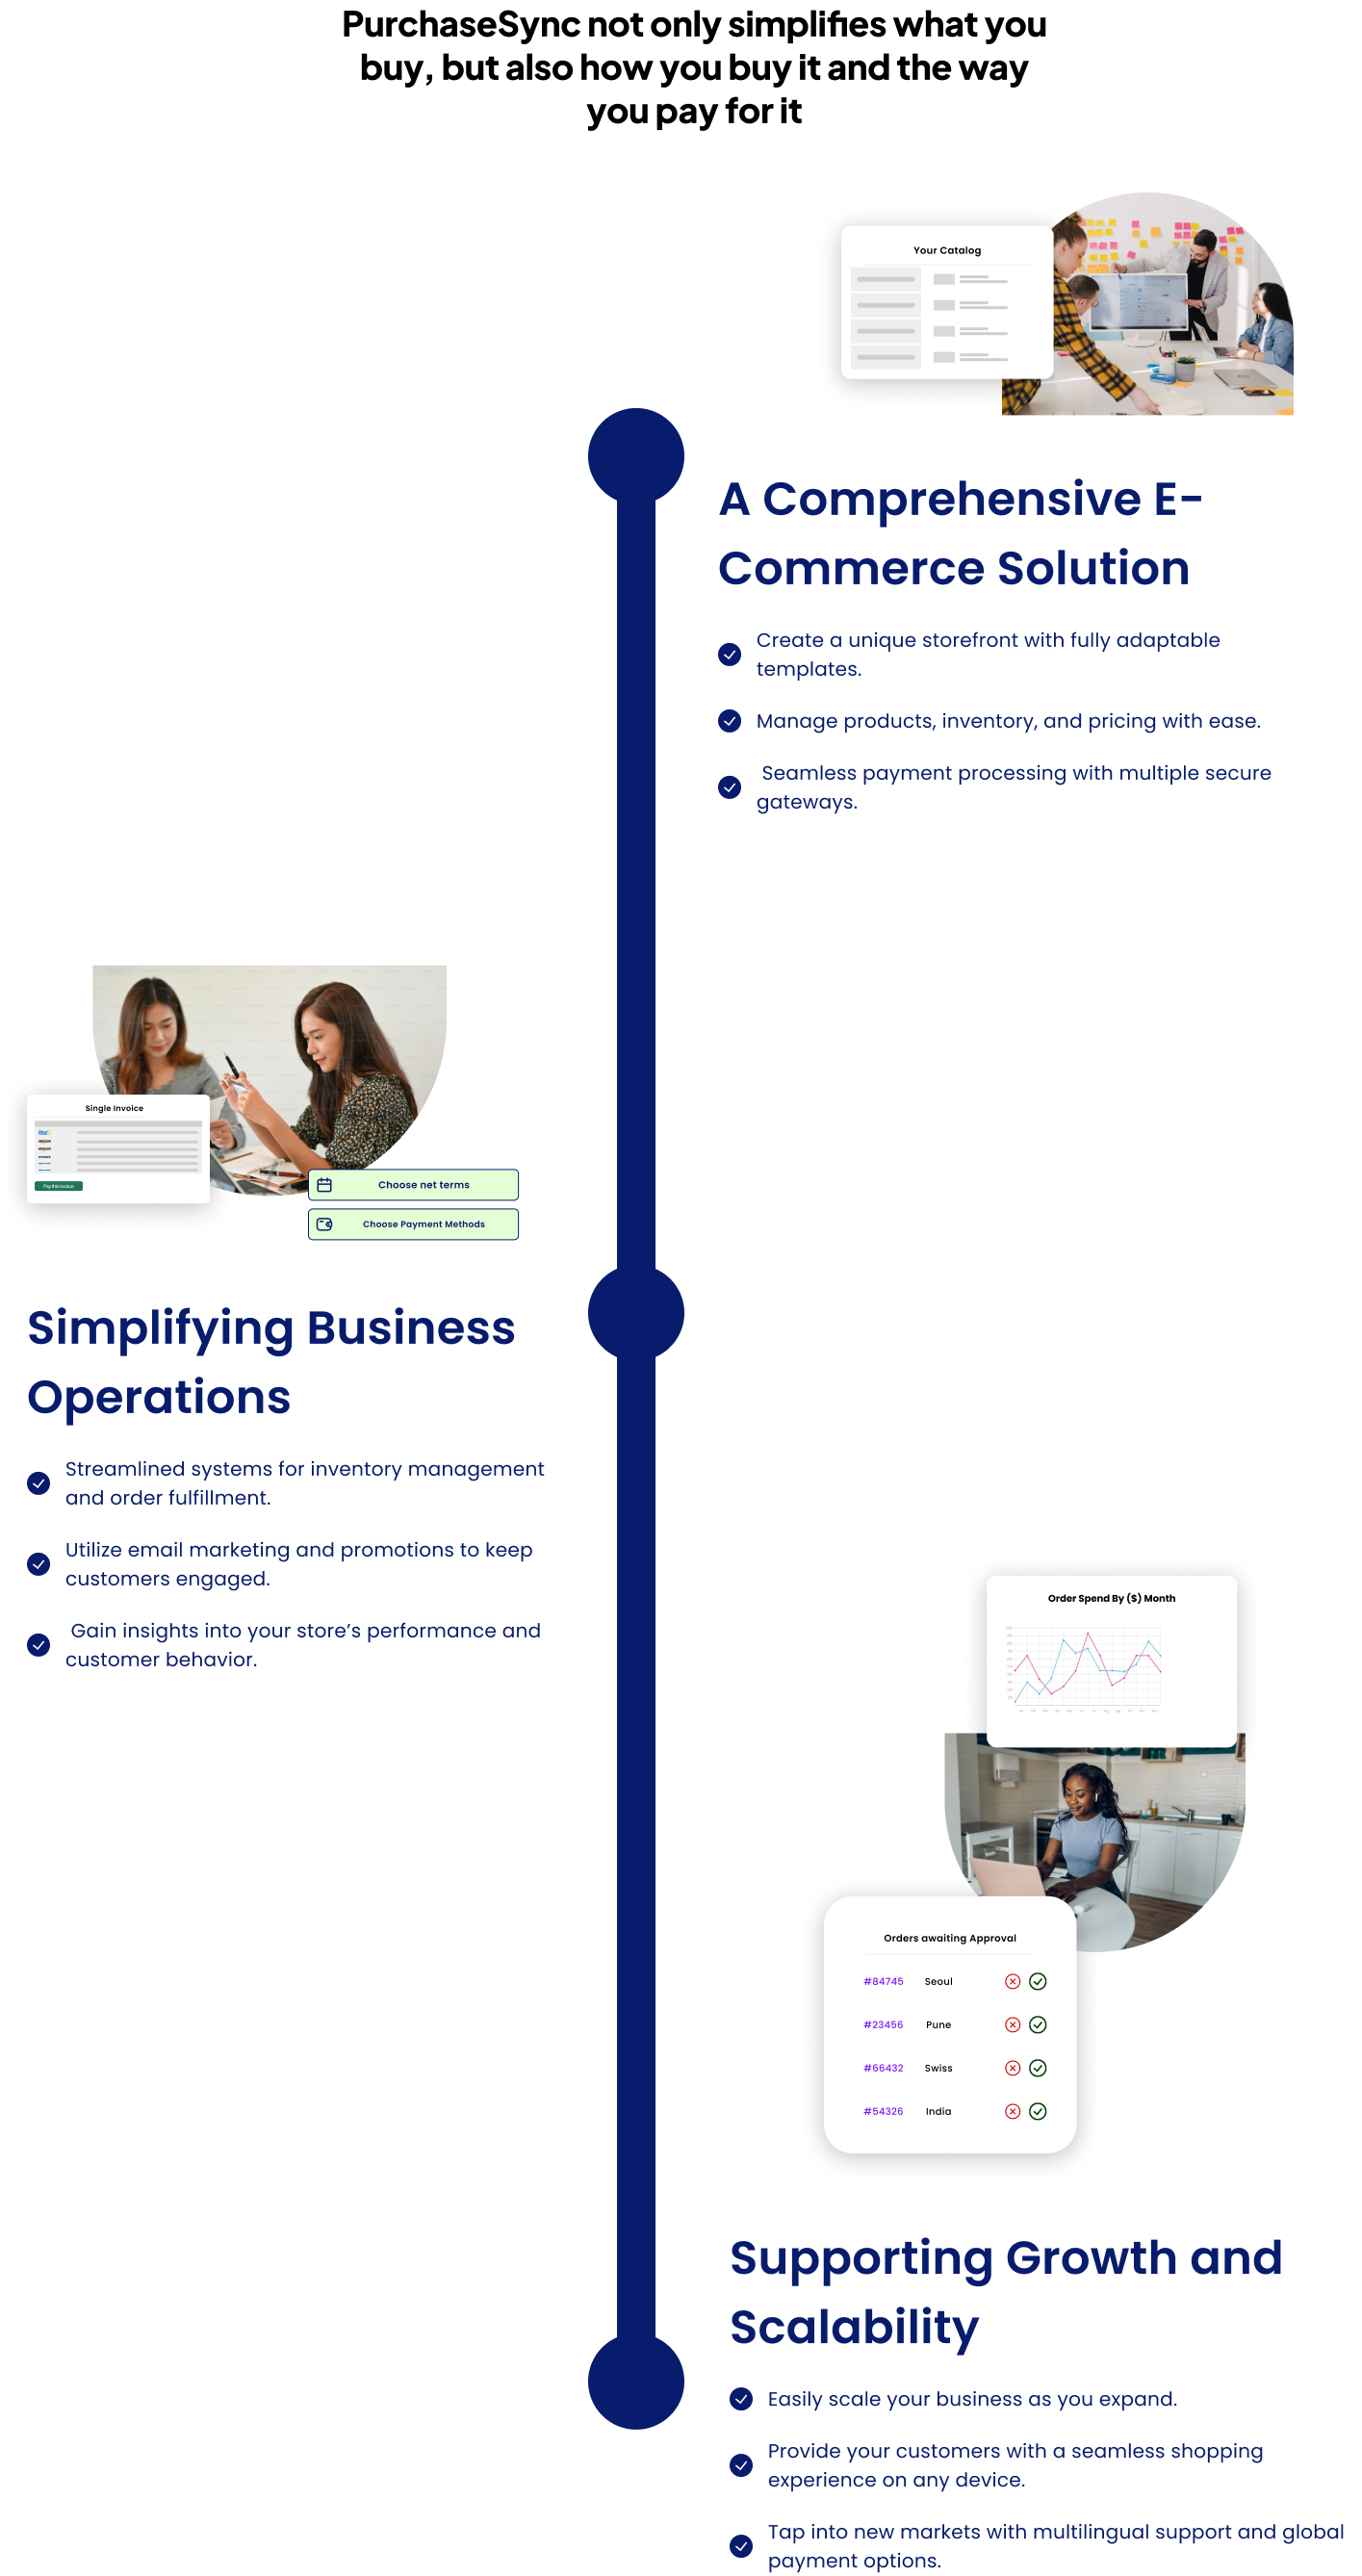 PurchaseSync not only simplifies what you
buy, but also how you buy it and the way
you pay for it
Your Catalog
A Comprehensive E-
Commerce Solution
Create a unique storefront with fully adaptable
templates.
Manage products, inventory, and pricing with ease.
Seamless payment processing with multiple secure
gateways.
Single Invoice
amazon
amazon
Pay this invoice
Choose net terms
Choose Payment Methods
Simplifying Business
Operations
Streamlined systems for inventory management
and order fulfillment.
Utilize email marketing and promotions to keep
customers engaged.
Gain insights into your store’s performance and
customer behavior.
Order Spend By ($) Month
Orders awaiting Approval
#84745 Seoul
#23456 Pune
#66432 Swiss
#54326 India
Supporting Growth and
Scalability
Easily scale your business as you expand.
Provide your customers with a seamless shopping
experience on any device.
Tap into new markets with multilingual support and global
payment options.